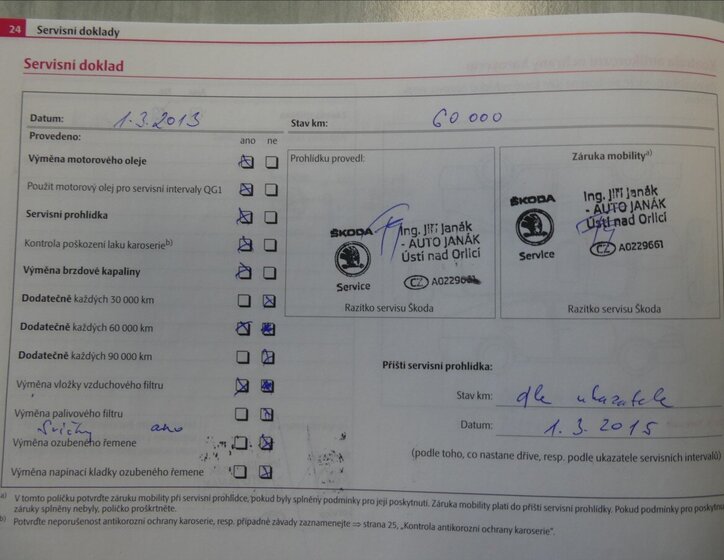 24 Servisní doklady
Servisní doklad
Datum: 1.3.2013 Stav km: 60 000
Provedeno: ano ne
Výměna motorového oleje
Použit motorový olej pro servisní intervaly QG1
Servisní prohlídka
Kontrola poškození laku karoserie b)
Výměna brzdové kapaliny
Dodatečně každých 30 000 km
Dodatečně každých 60 000 km
Dodatečně každých 90 000 km
Výměna vložky vzduchového filtru
Výměna palivového filtru
Svíčky ano
Výměna ozubeného řemene
Výměna napínací kladky ozubeného řemene
Prohlídku provedl:
ŠKODA
Service
Ing. Jiří Janák
- AUTO JANÁK
Ústí nad Orlicí
CZ A0229661
Razítko servisu Škoda
Záruka mobility a)
ŠKODA
Service
Ing. Jiří Janák
- AUTO JANÁK
Ústí nad Orlicí
CZ A0229661
Razítko servisu Škoda
Příští servisní prohlídka:
Stav km: dle ukazatele
Datum: 1.3.2015
(podle toho, co nastane dříve, resp. podle ukazatele servisních intervalů)
a) V tomto políčku potvrďte záruku mobility při servisní prohlídce, pokud byly splněny podmínky pro její poskytnutí. Záruka mobility platí do příští servisní prohlídky. Pokud podmínky pro
záruky splněny nebyly, políčko proškrtněte.
b) Potvrďte neporušenost antikorozní ochrany karoserie, resp. případné závady zaznamenejte ⇒ strana 25, „Kontrola antikorozní ochrany karoserie“.